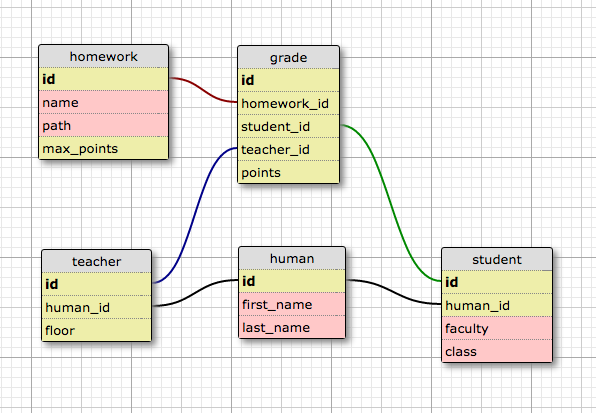 homework
id
name
path
max_points
grade
id
homework_id
student_id
teacher_id
points
teacher
id
human_id
floor
human
id
first_name
last_name
student
id
human_id
faculty
class